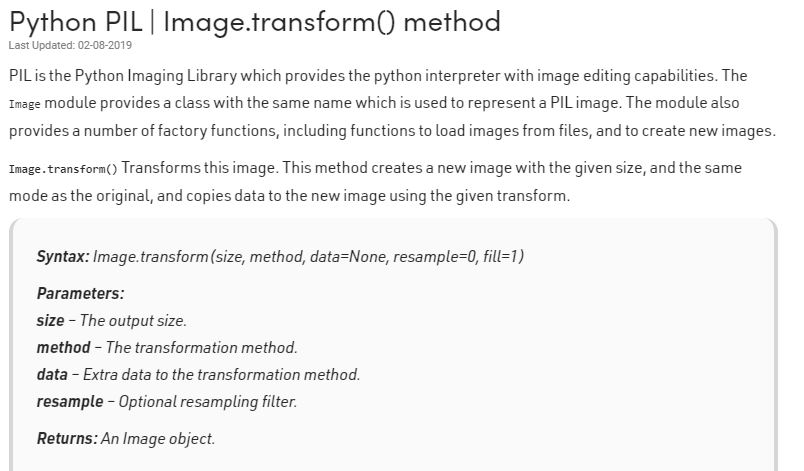 Python PIL | Image.transform() method
Last Updated: 02-08-2019
PIL is the Python Imaging Library which provides the python interpreter with image editing capabilities. The
Image module provides a class with the same name which is used to represent a PIL image. The module also
provides a number of factory functions, including functions to load images from files, and to create new images.
Image.transform() Transforms this image. This method creates a new image with the given size, and the same
mode as the original, and copies data to the new image using the given transform.
Syntax: Image.transform(size, method, data=None, resample=0, fill=1)
Parameters:
size – The output size.
method – The transformation method.
data – Extra data to the transformation method.
resample – Optional resampling filter.
Returns: An Image object.